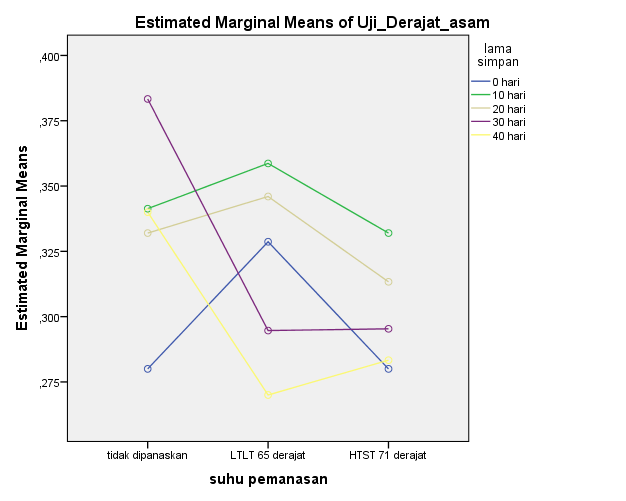 Estimated Marginal Means of Uji_Derajat_asam
lama
simpan
0 hari
10 hari
20 hari
30 hari
40 hari
Estimated Marginal Means
,400
,375
,350
,325
,300
,275
tidak dipanaskan
LTLT 65 derajat
HTST 71 derajat
suhu pemanasan